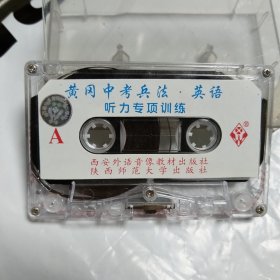 黄冈中考兵法·英语
听力专项训练
A
西安外语音像教材出版社
陕西师范大学出版社